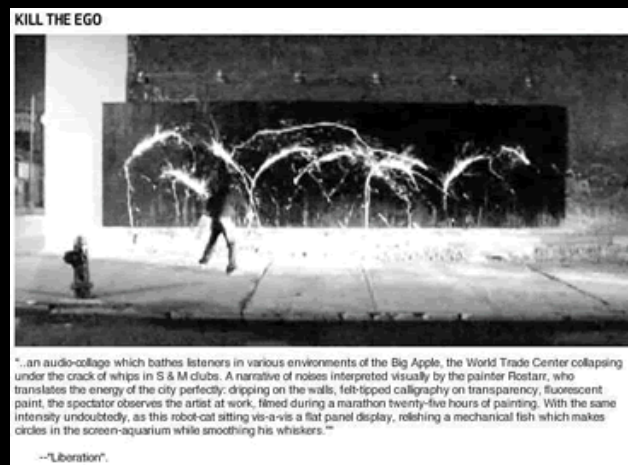 KILL THE EGO
"..an audio-collage which bathes listeners in various environments of the Big Apple, the World Trade Center collapsing
under the crack of whips in S & M clubs. A narrative of noises interpreted visually by the painter Rostarr, who
translates the energy of the city perfectly: dripping on the walls, felt-tipped calligraphy on transparency, fluorescent
paint, the spectator observes the artist at work, filmed during a marathon twenty-five hours of painting. With the same
intensity undoubtedly, as this robot-cat sitting vis-a-vis a flat panel display, relishing a mechanical fish which makes
circles in the screen-aquarium while smoothing his whiskers.""
--"Liberation".